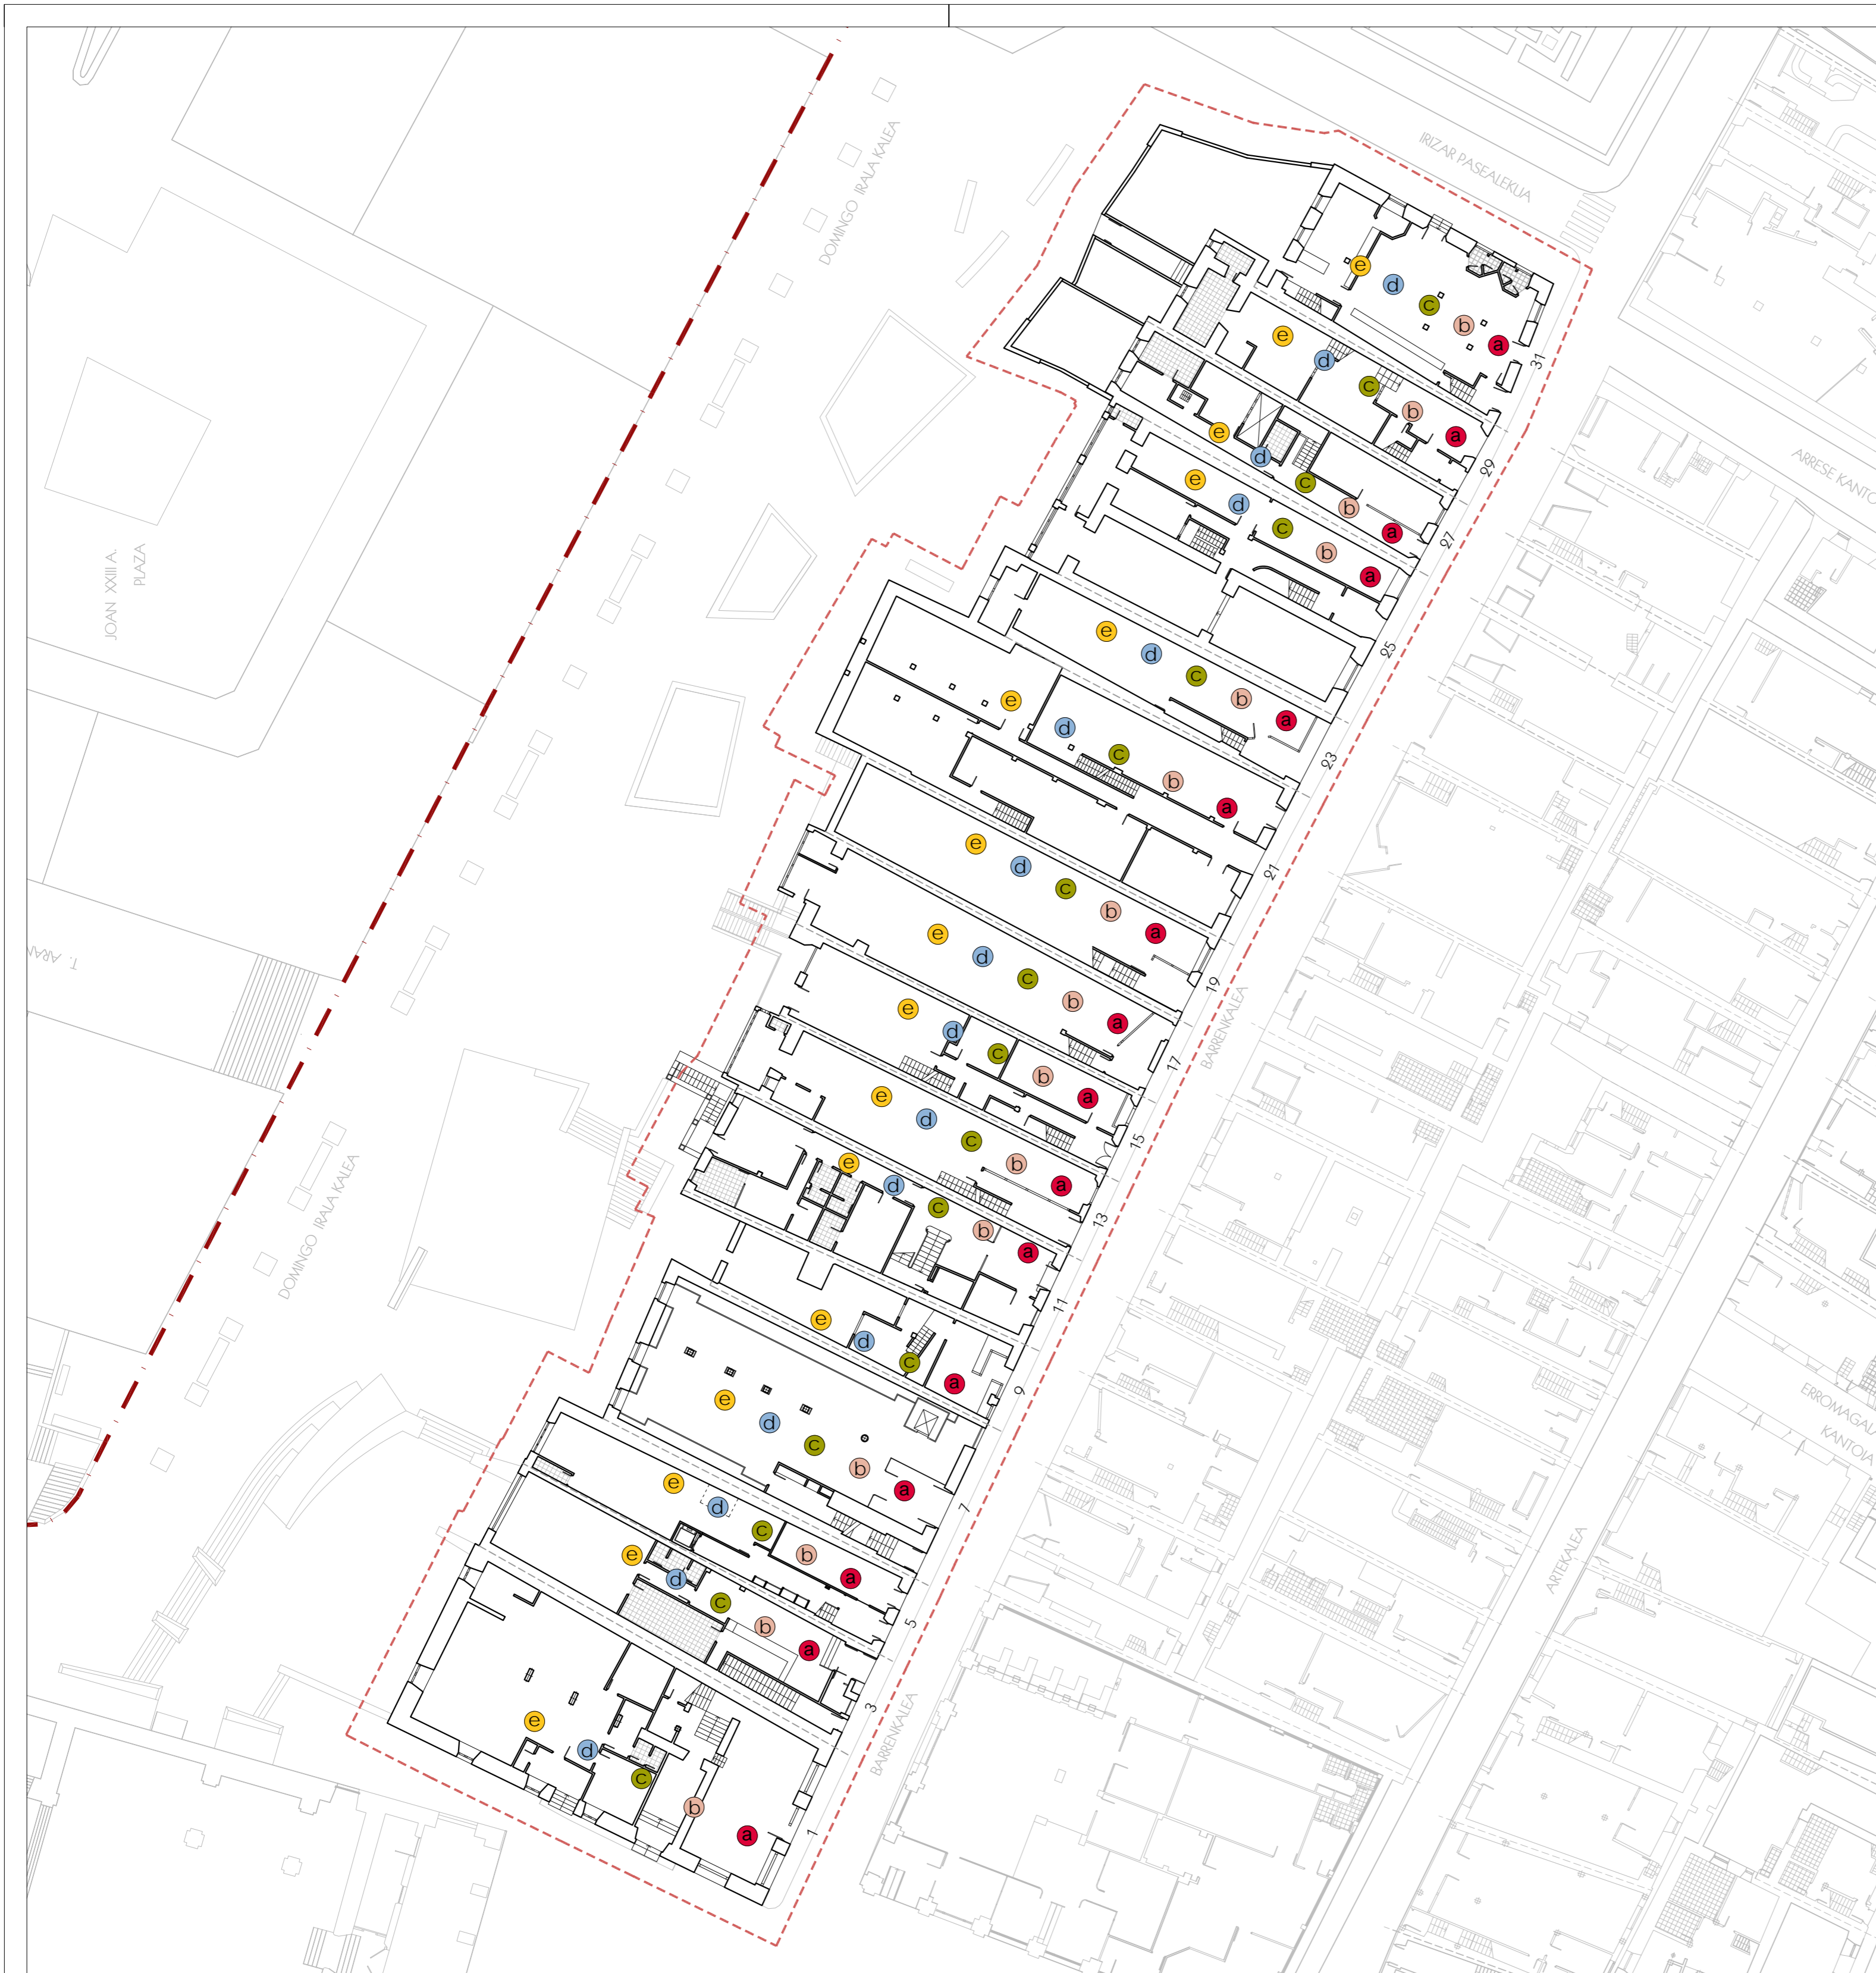 IRIZAR PASEALEKUA
DOMINGO IRALA KALEA
e d c b a
31
e d c b a
29
ARRESE KANTO
e d c b a
27
e d c b a
25
JOAN XXIII A.
PLAZA
e d c b a
23
e d c b a
21
e d c b a
19
T. ARAN
e d c b a
17
BARRENKALEA
e d c b a
15
e d c b a
13
DOMINGO IRALA KALEA
e d c b a
11
e d c a
9
ERROMAGAL
KANTOIA
e d c b a
7
e d c b a
5
ARTEKALEA
e d c b a
3
BARRENKALEA
e d c b a
1